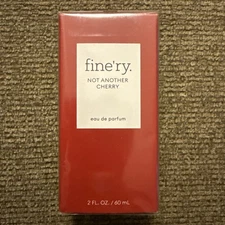 fine'ry.
NOT ANOTHER
CHERRY
eau de parfum
2 FL. OZ. / 60 mL